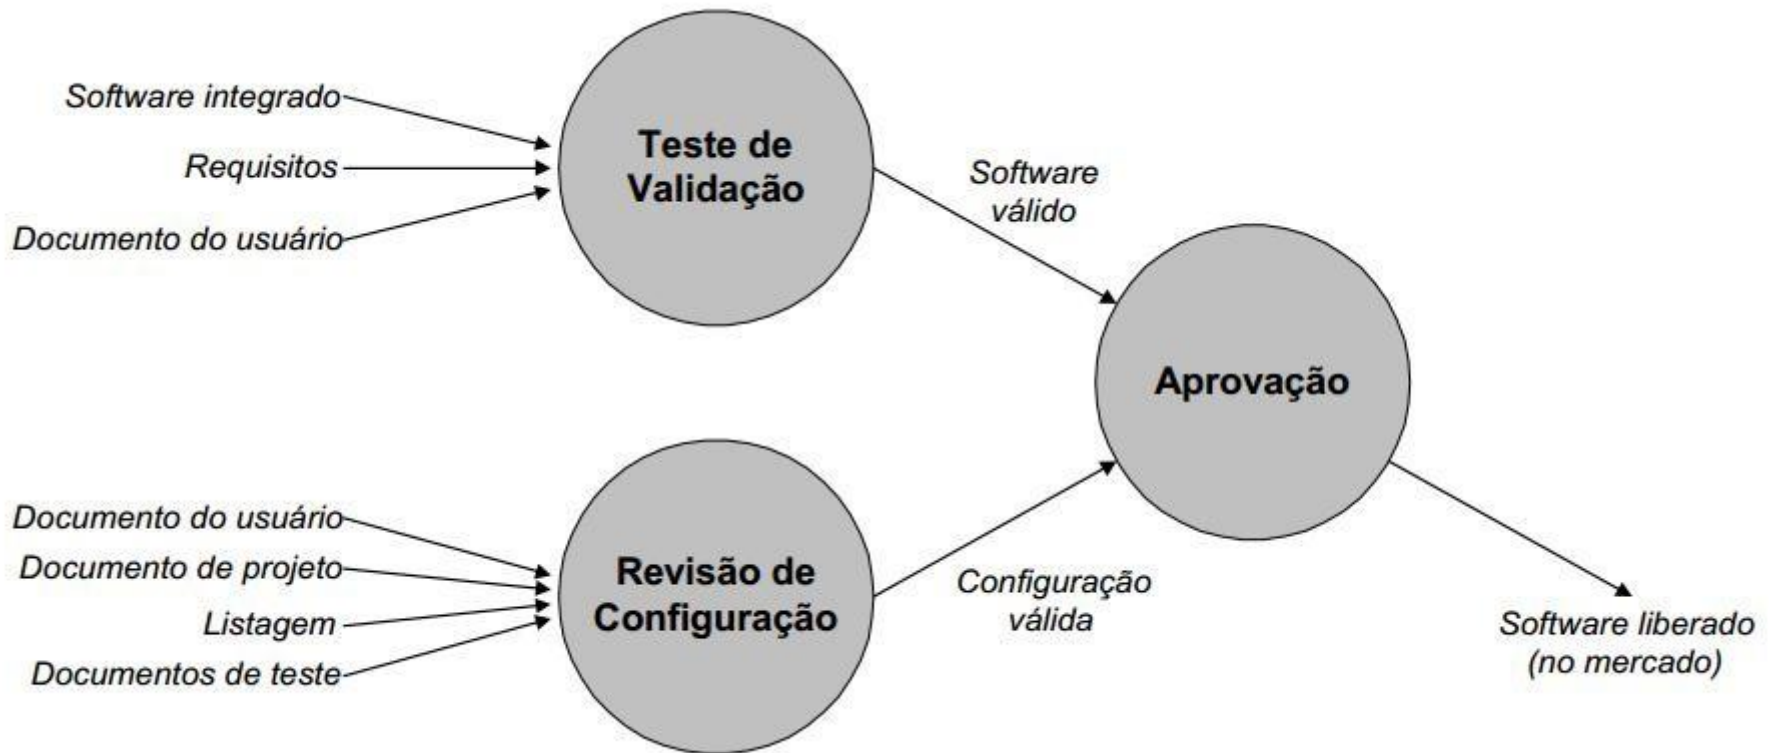 Software integrado
Requisitos
Documento do usuário
Teste de
Validação
Software
válido
Aprovação
Documento do usuário
Documento de projeto
Listagem
Documentos de teste
Revisão de
Configuração
Configuração
válida
Software liberado
(no mercado)